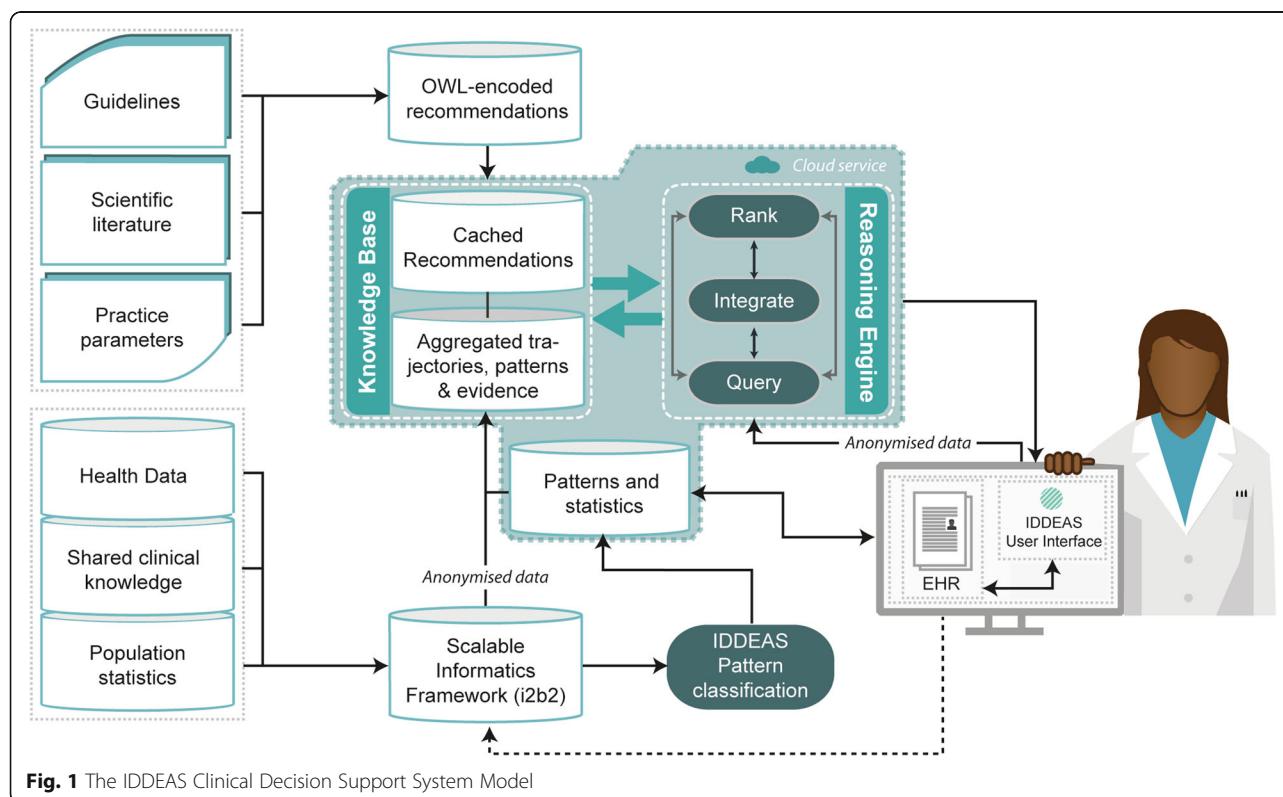 Guidelines
Scientific
literature
Practice
parameters
OWL-encoded
recommendations
Cloud service
Knowledge Base
Cached
Recommendations
Aggregated tra-
jectories, patterns
& evidence
Rank
Integrate
Query
Reasoning Engine
Health Data
Shared clinical
knowledge
Population
statistics
Patterns and
statistics
Anonymised data
Anonymised data
Scalable
Informatics
Framework (i2b2)
IDDEAS
Pattern
classification
EHR
IDDEAS
User Interface
Fig. 1 The IDDEAS Clinical Decision Support System Model